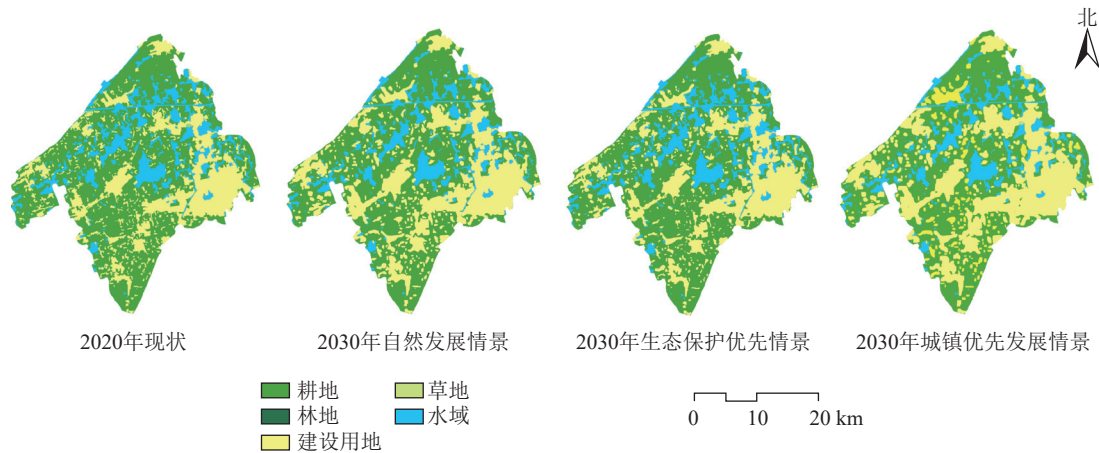 北
2020年现状
2030年自然发展情景
2030年生态保护优先情景
2030年城镇优先发展情景
耕地
草地
林地
水域
建设用地
0 10 20 km